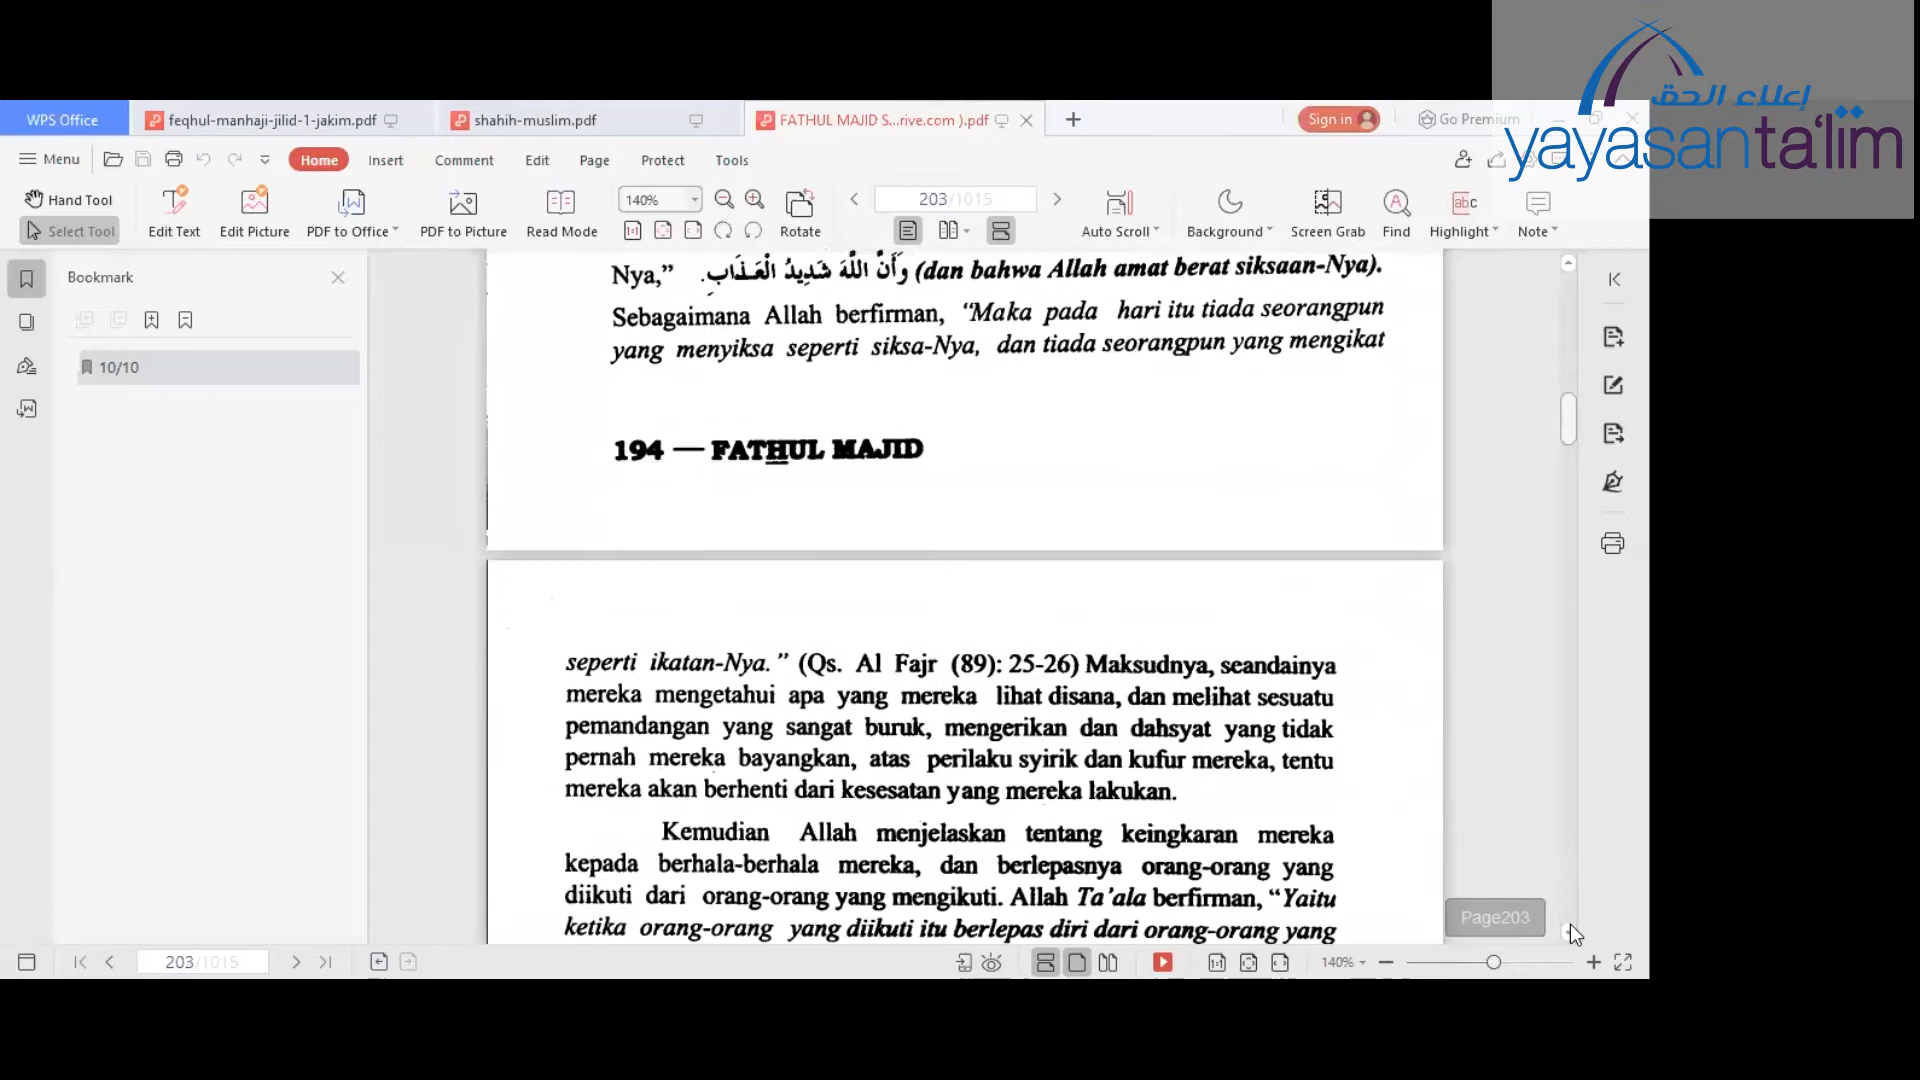 إعلاء الحق
yayasanta'lim
WPS Office
feqhul-manhaji-jilid-1-jakim.pdf
shahih-muslim.pdf
FATHUL MAJID S...rive.com ).pdf
Sign in
Go Premium
Menu
Home
Insert
Comment
Edit
Page
Protect
Tools
Hand Tool
Select Tool
Edit Text
Edit Picture
PDF to Office
PDF to Picture
Read Mode
140%
Rotate
203/1015
Auto Scroll
Background
Screen Grab
Find
Highlight
Note
Bookmark
10/10
Nya,” وَأَنَّ اللَّهَ شَدِيدُ الْعَذَابِ. (dan bahwa Allah amat berat siksaan-Nya).
Sebagaimana Allah berfirman, “Maka pada hari itu tiada seorangpun
yang menyiksa seperti siksa-Nya, dan tiada seorangpun yang mengikat
194 — FATHUL MAJID
seperti ikatan-Nya.” (Qs. Al Fajr (89): 25-26) Maksudnya, seandainya
mereka mengetahui apa yang mereka lihat disana, dan melihat sesuatu
pemandangan yang sangat buruk, mengerikan dan dahsyat yang tidak
pernah mereka bayangkan, atas perilaku syirik dan kufur mereka, tentu
mereka akan berhenti dari kesesatan yang mereka lakukan.
Kemudian Allah menjelaskan tentang keingkaran mereka
kepada berhala-berhala mereka, dan berlepasnya orang-orang yang
diikuti dari orang-orang yang mengikuti. Allah Ta’ala berfirman, “Yaitu
ketika orang-orang yang diikuti itu berlepas diri dari orang-orang yang
Page203
203/1015
140%